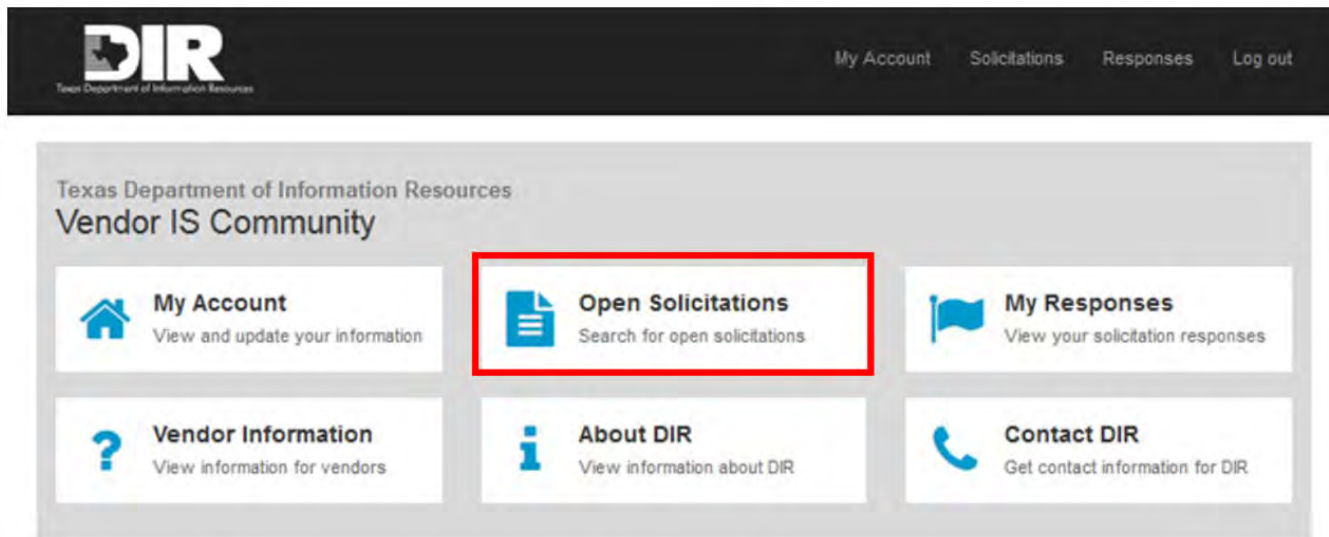 DIR
Texas Department of Information Resources
My Account Solicitations Responses Log out
Texas Department of Information Resources
Vendor IS Community
My Account
View and update your information
Open Solicitations
Search for open solicitations
My Responses
View your solicitation responses
Vendor Information
View information for vendors
About DIR
View information about DIR
Contact DIR
Get contact information for DIR